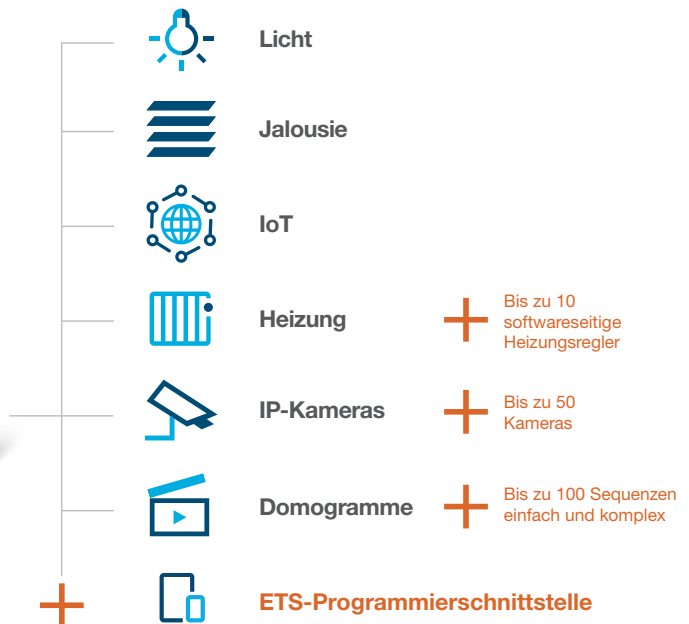 Licht
Jalousie
IoT
Heizung
Bis zu 10
softwareseitige
Heizungsregler
IP-Kameras
Bis zu 50
Kameras
Domogramme
Bis zu 100 Sequenzen
einfach und komplex
ETS-Programmierschnittstelle